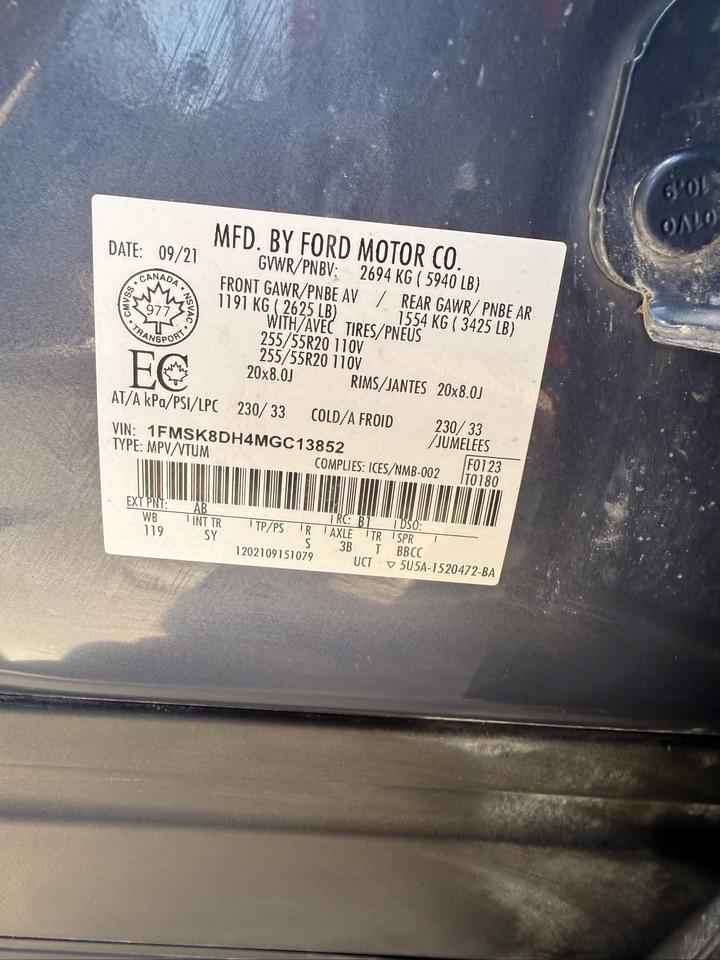 MFD. BY FORD MOTOR CO.
DATE: 09/21
GVWR/PNBV: 2694 KG ( 5940 LB)
FRONT GAWR/PNBE AV / REAR GAWR/ PNBE AR
1191 KG ( 2625 LB) 1554 KG ( 3425 LB)
WITH/AVEC TIRES/PNEUS
255/55R20 110V
255/55R20 110V
20x8.0J RIMS/JANTES 20x8.0J
CMVSS • CANADA • NSVAC
977
• TRANSPORT •
EC
AT/A kPa/PSI/LPC 230/ 33 COLD/A FROID 230/ 33
/JUMELEES
VIN: 1FMSK8DH4MGC13852
TYPE: MPV/VTUM
COMPLIES: ICES/NMB-002
F0123
T0180
EXT PNT: AB RC: B1 DSO:
WB INT TR TP/PS R AXLE TR SPR
119 SY S 3B T BBCC
1202109151079
UCT ▽ 5U5A-1520472-BA
01V0
10.9